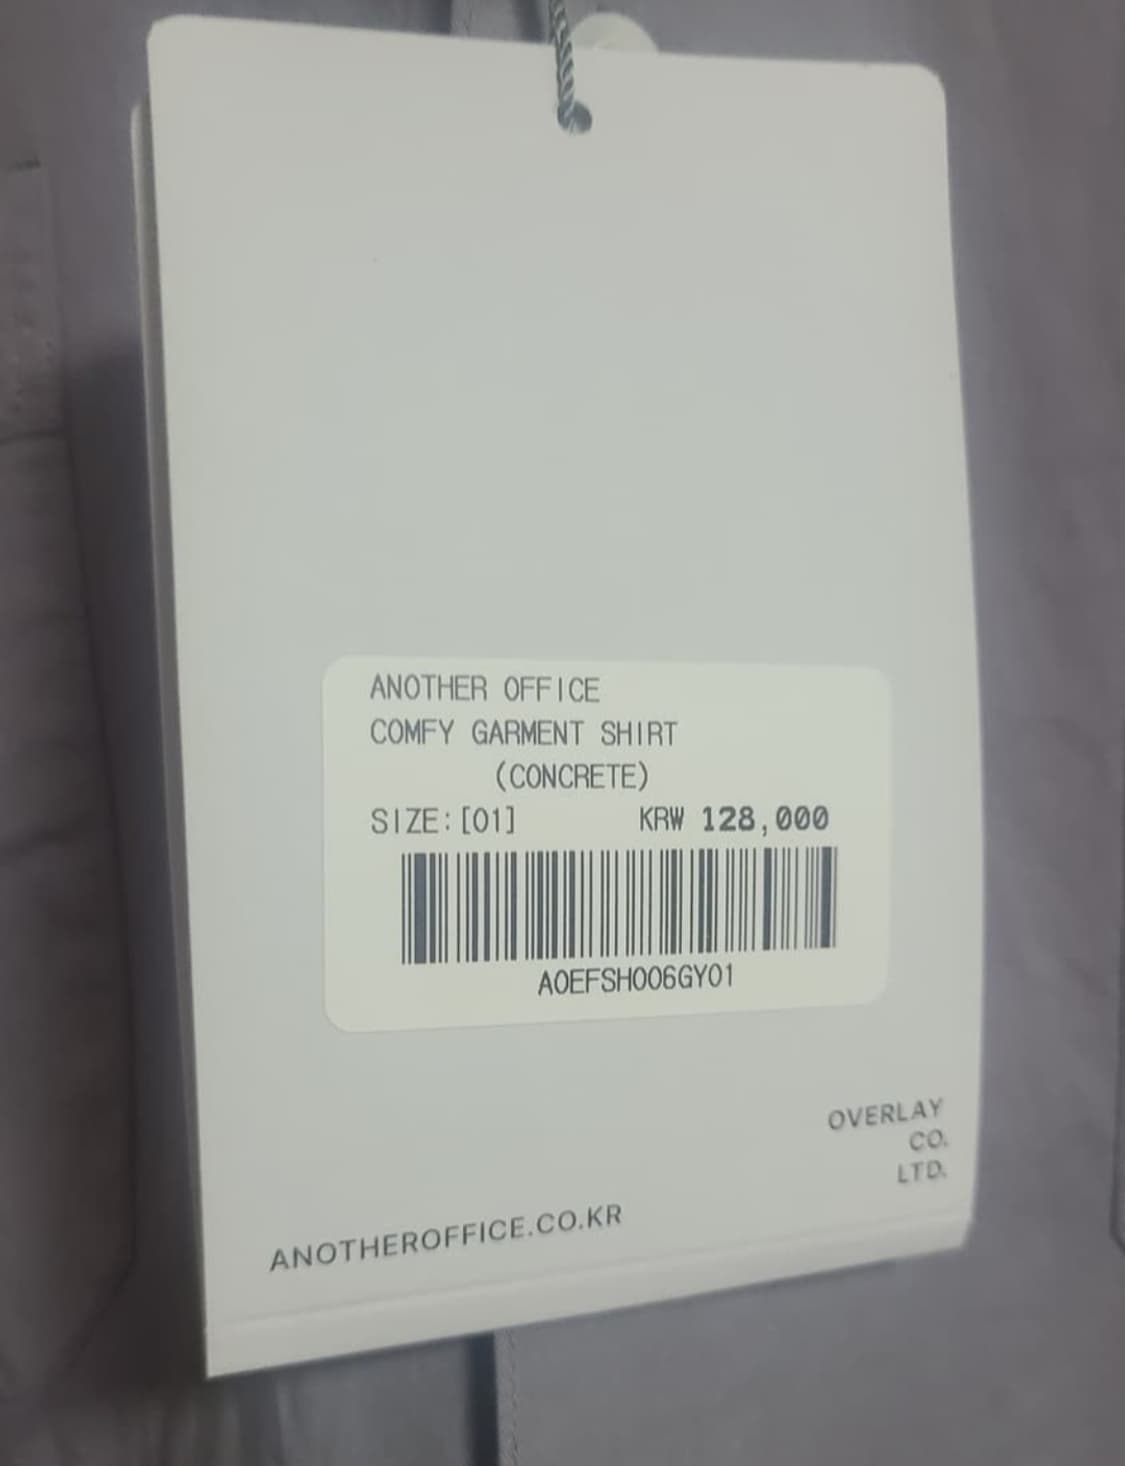 ANOTHER OFFICE
COMFY GARMENT SHIRT
(CONCRETE)
SIZE:[01] KRW 128,000
AOEFSH006GY01
OVERLAY
CO.
LTD.
ANOTHEROFFICE.CO.KR